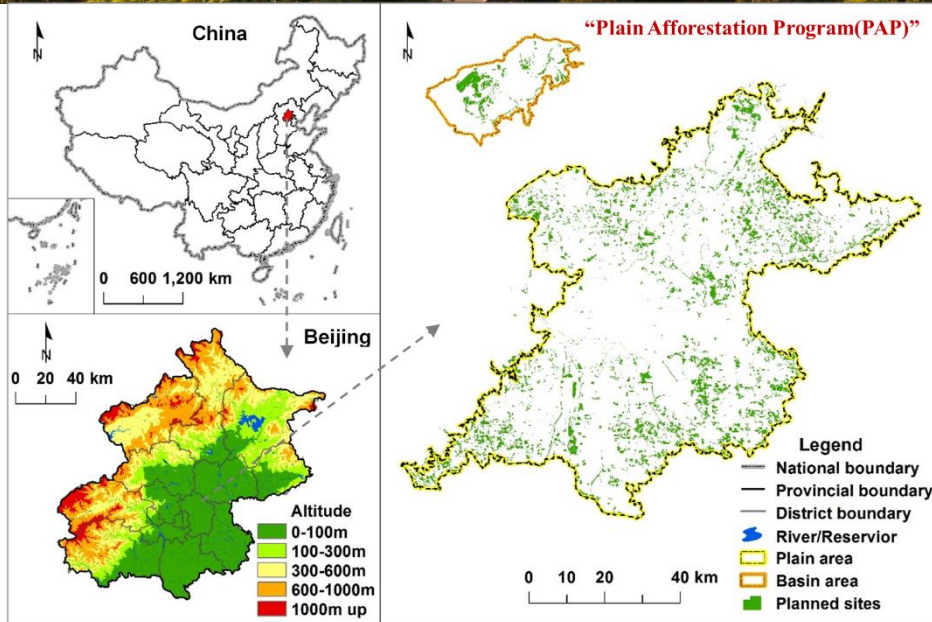 China
N
0 600 1,200 km
Beijing
N
0 20 40 km
Altitude
0-100m
100-300m
300-600m
600-1000m
1000m up
“Plain Afforestation Program(PAP)”
N
Legend
National boundary
Provincial boundary
District boundary
River/Reservior
Plain area
Basin area
Planned sites
0 20 40 km